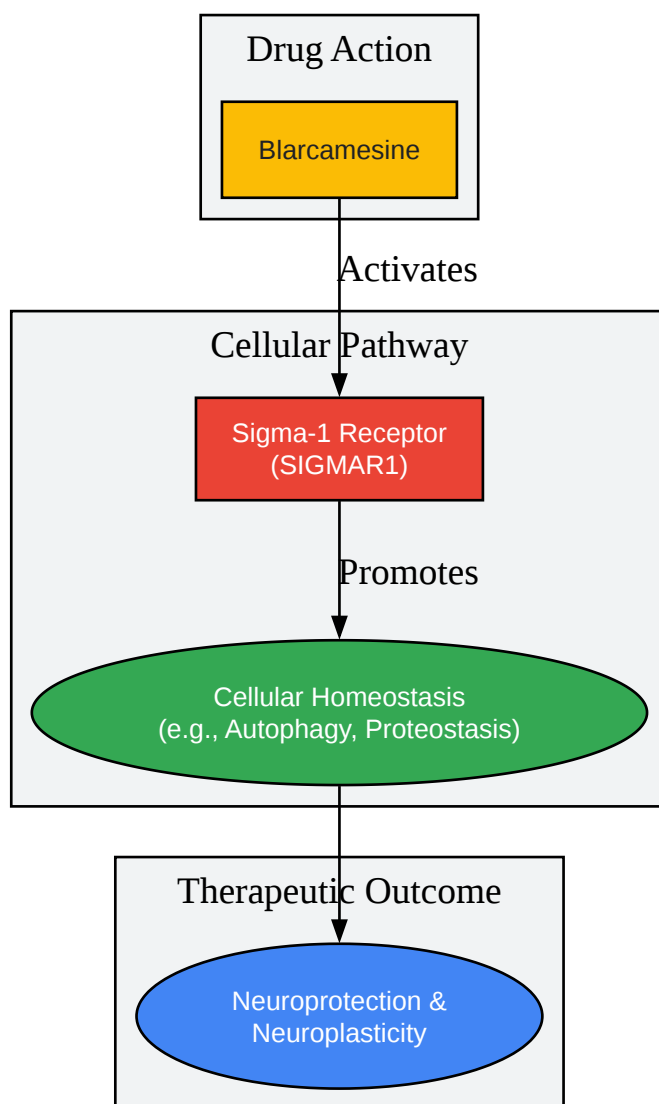 Drug Action
Blarcamesine
Activates
Cellular Pathway
Sigma-1 Receptor
(SIGMAR1)
Promotes
Cellular Homeostasis
(e.g., Autophagy, Proteostasis)
Therapeutic Outcome
Neuroprotection &
Neuroplasticity